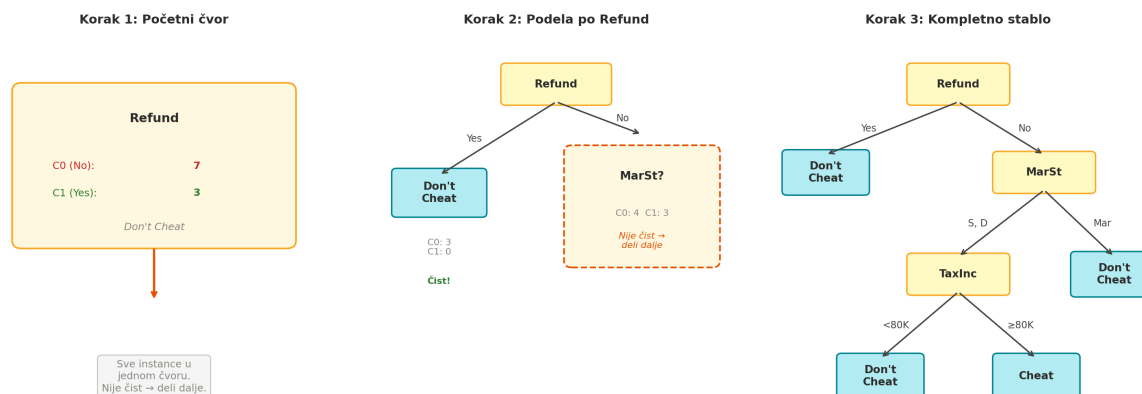 Korak 1: Početni čvor
Refund
C0 (No): 7
C1 (Yes): 3
Don't Cheat
Sve instance u
jednom čvoru.
Nije čist → deli dalje.
Korak 2: Podela po Refund
Refund
Yes
No
Don't
Cheat
C0: 3
C1: 0
Čist!
MarSt?
C0: 4 C1: 3
Nije čist →
deli dalje
Korak 3: Kompletno stablo
Refund
Yes
No
Don't
Cheat
MarSt
S, D
Mar
TaxInc
Don't
Cheat
<80K
≥80K
Don't
Cheat
Cheat